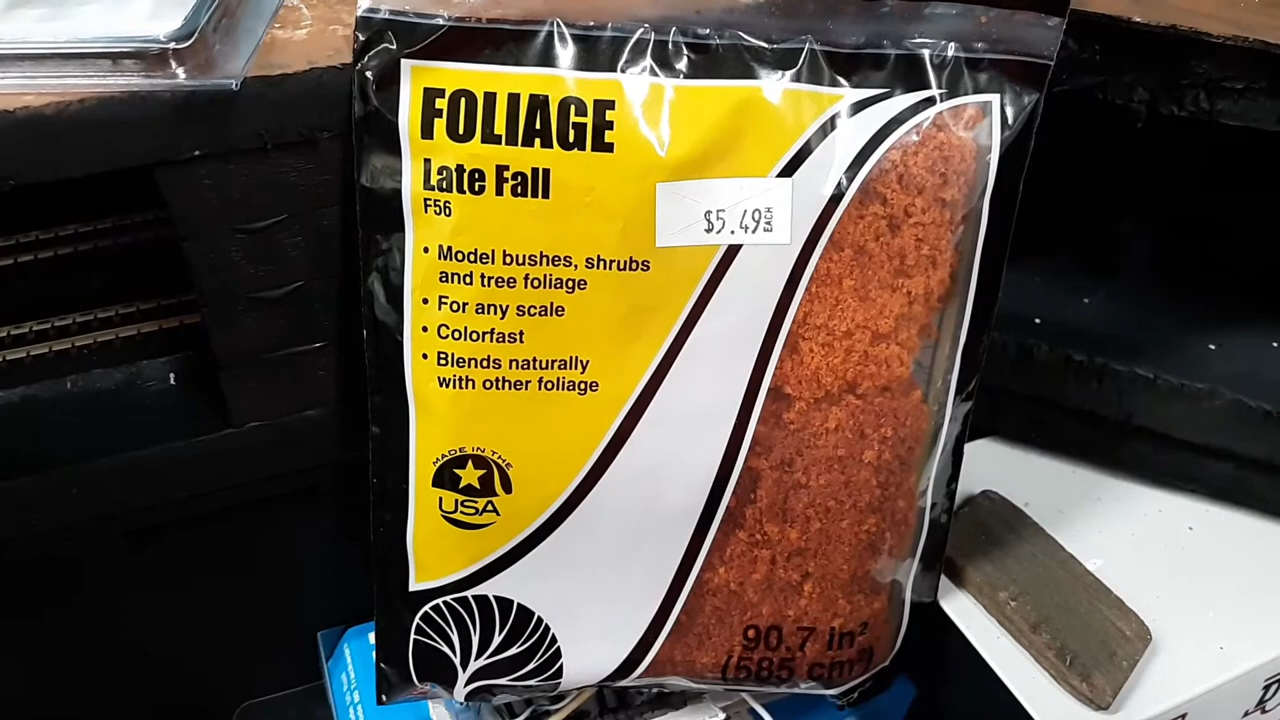 FOLIAGE
Late Fall
F56
$5.49 EACH
• Model bushes, shrubs
and tree foliage
• For any scale
• Colorfast
• Blends naturally
with other foliage
MADE IN THE
USA
90.7 in²
(585 cm²)